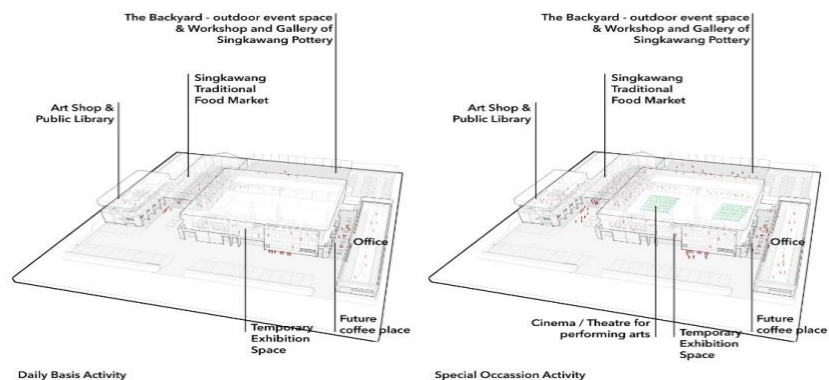 The Backyard - outdoor event space
& Workshop and Gallery of
Singkawang Pottery
Singkawang
Traditional
Food Market
Art Shop &
Public Library
Office
Temporary
Exhibition
Space
Future
coffee place
Daily Basis Activity
The Backyard - outdoor event space
& Workshop and Gallery of
Singkawang Pottery
Singkawang
Traditional
Food Market
Art Shop &
Public Library
Office
Cinema / Theatre for
performing arts
Temporary
Exhibition
Space
Future
coffee place
Special Occassion Activity